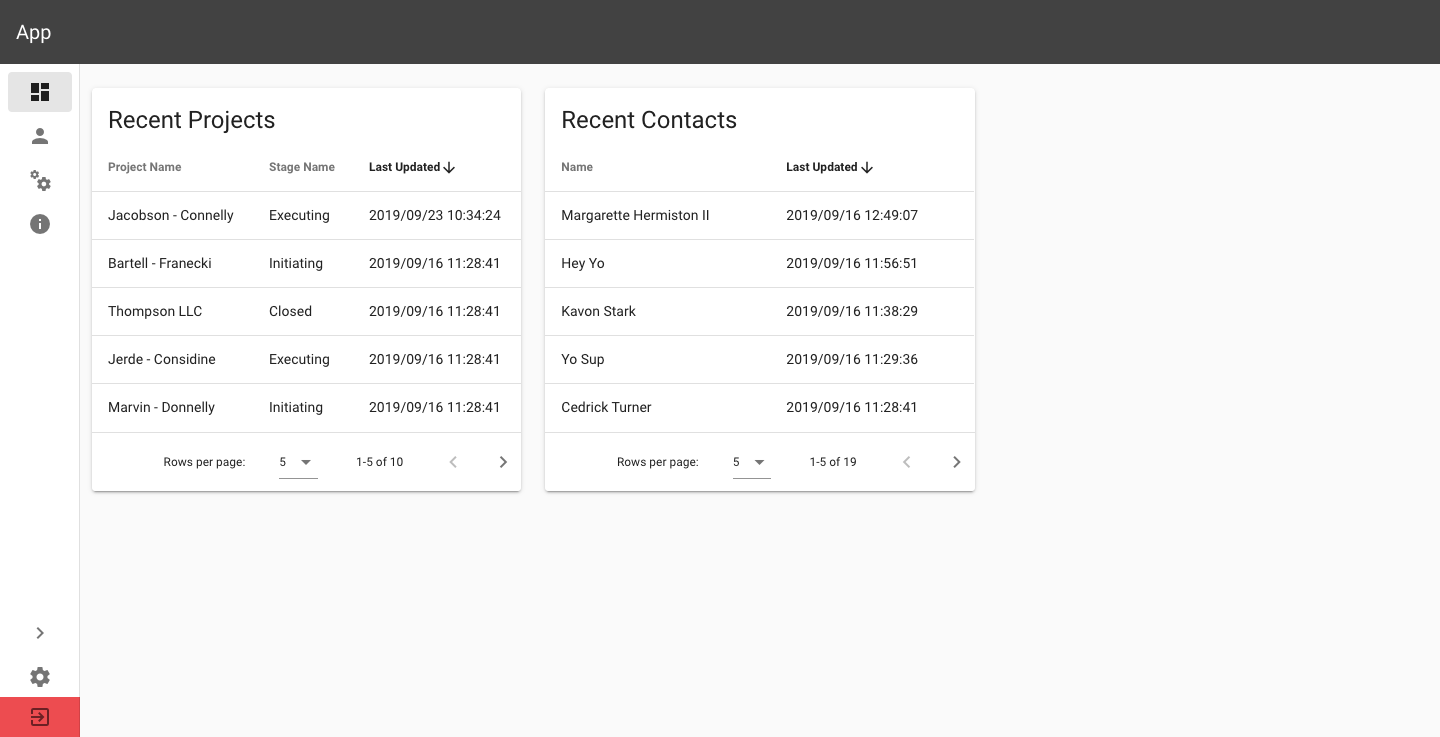 App
Recent Projects
Project Name Stage Name Last Updated
Jacobson - Connelly Executing 2019/09/23 10:34:24
Bartell - Franecki Initiating 2019/09/16 11:28:41
Thompson LLC Closed 2019/09/16 11:28:41
Jerde - Considine Executing 2019/09/16 11:28:41
Marvin - Donnelly Initiating 2019/09/16 11:28:41
Rows per page: 5 1-5 of 10
Recent Contacts
Name Last Updated
Margarette Hermiston II 2019/09/16 12:49:07
Hey Yo 2019/09/16 11:56:51
Kavon Stark 2019/09/16 11:38:29
Yo Sup 2019/09/16 11:29:36
Cedrick Turner 2019/09/16 11:28:41
Rows per page: 5 1-5 of 19